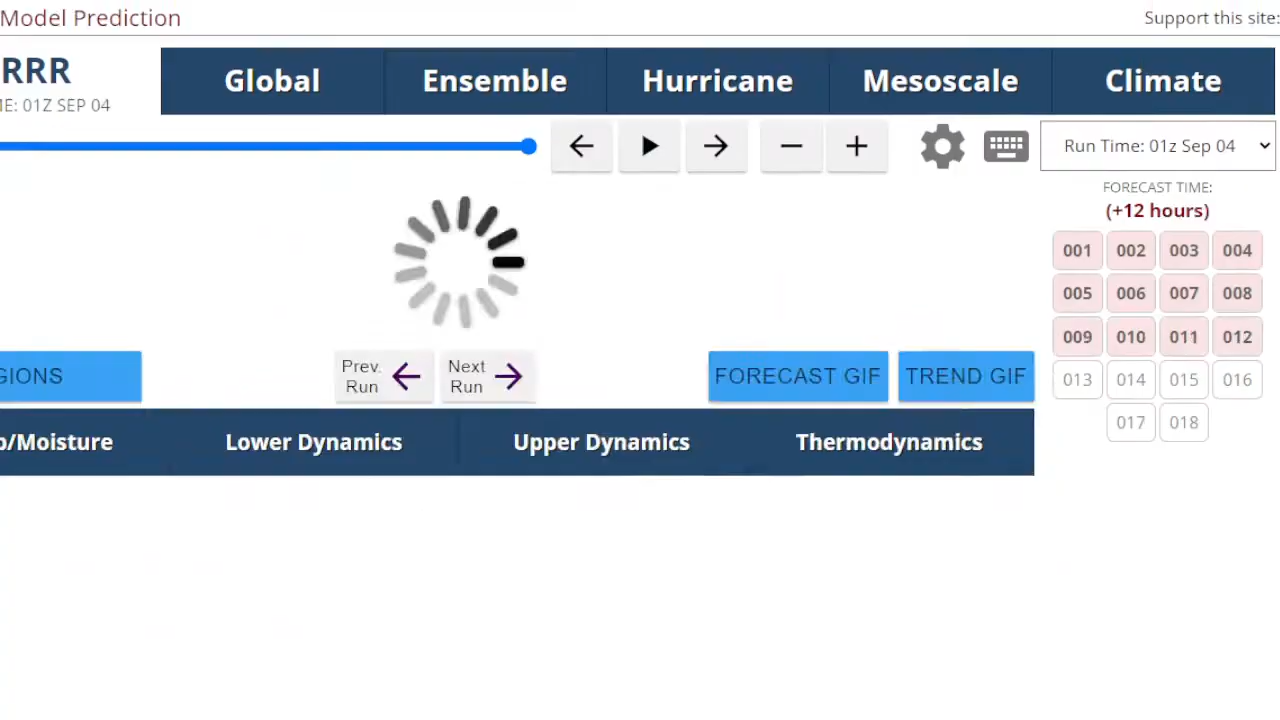 Model Prediction
Support this site:
RRR
Global
Ensemble
Hurricane
Mesoscale
Climate
E: 01Z SEP 04
Run Time: 01z Sep 04
FORECAST TIME:
(+12 hours)
001 002 003 004
005 006 007 008
009 010 011 012
013 014 015 016
017 018
GIONS
Prev. Run
Next Run
FORECAST GIF
TREND GIF
p/Moisture
Lower Dynamics
Upper Dynamics
Thermodynamics